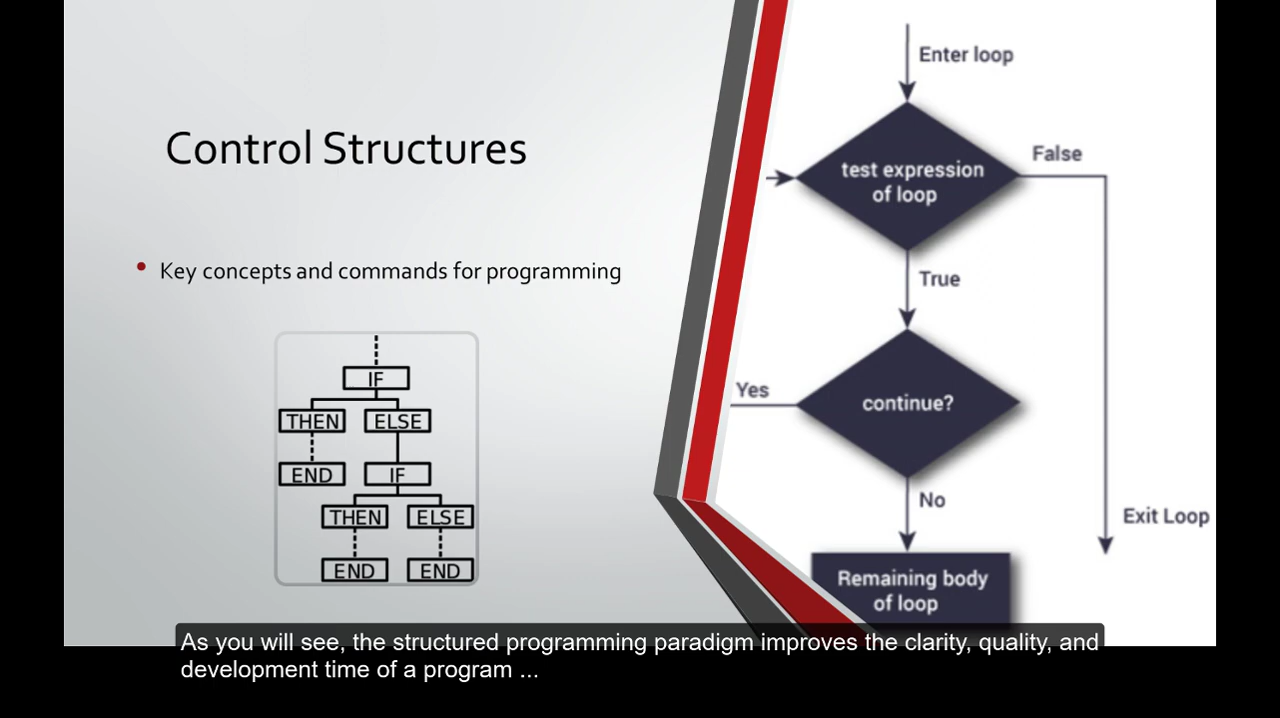 Control Structures
• Key concepts and commands for programming
IF
THEN ELSE
END IF
THEN ELSE
END END
Enter loop
test expression
of loop
False
True
continue?
Yes
No
Exit Loop
Remaining body
of loop
As you will see, the structured programming paradigm improves the clarity, quality, and
development time of a program ...